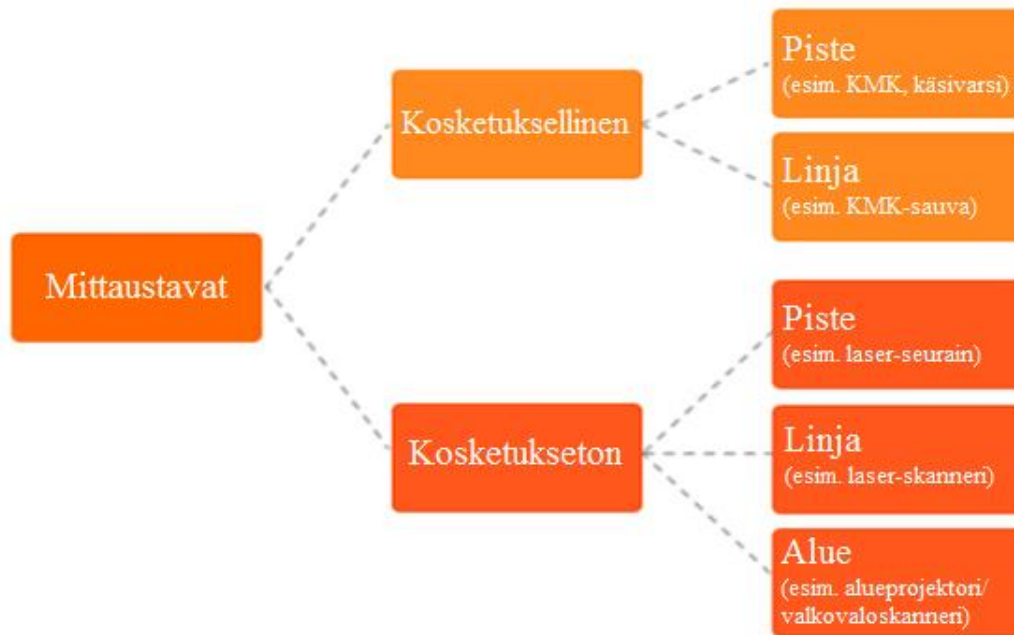 Mittaustavat
Kosketuksellinen
Piste
(esim. KMK, käsivarsi)
Linja
(esim. KMK-sauva)
Kosketukseton
Piste
(esim. laser-seurain)
Linja
(esim. laser-skanneri)
Alue
(esim. alueprojektori/
valkovaloskanneri)